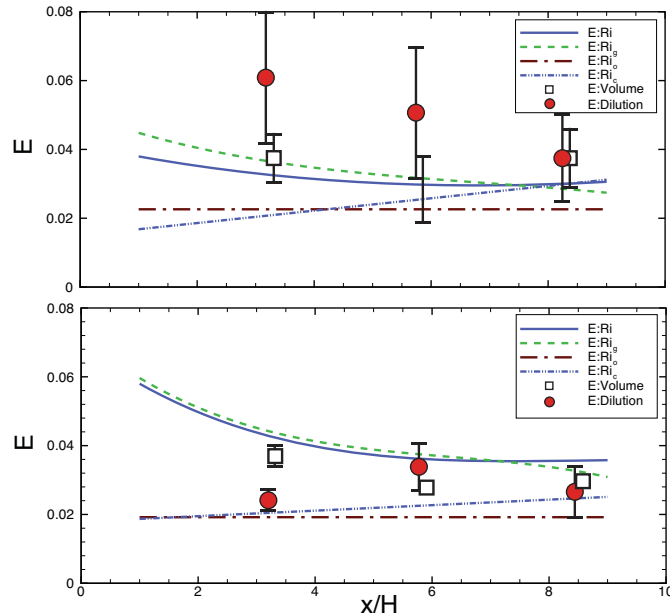 0.08
0.06
0.04
0.02
0
E
E:Ri
E:Ri_g
E:Ri_o
E:Ri_c
E:Volume
E:Dilution
0.08
0.06
0.04
0.02
0
E
E:Ri
E:Ri_g
E:Ri_o
E:Ri_c
E:Volume
E:Dilution
0 2 4 6 8 10
x/H